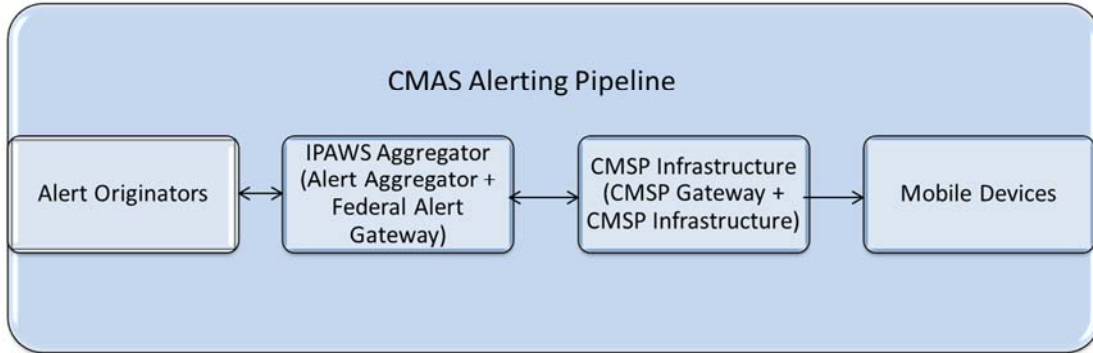 CMAS Alerting Pipeline
Alert Originators
IPAWS Aggregator
(Alert Aggregator +
Federal Alert
Gateway)
CMSP Infrastructure
(CMSP Gateway +
CMSP Infrastructure)
Mobile Devices